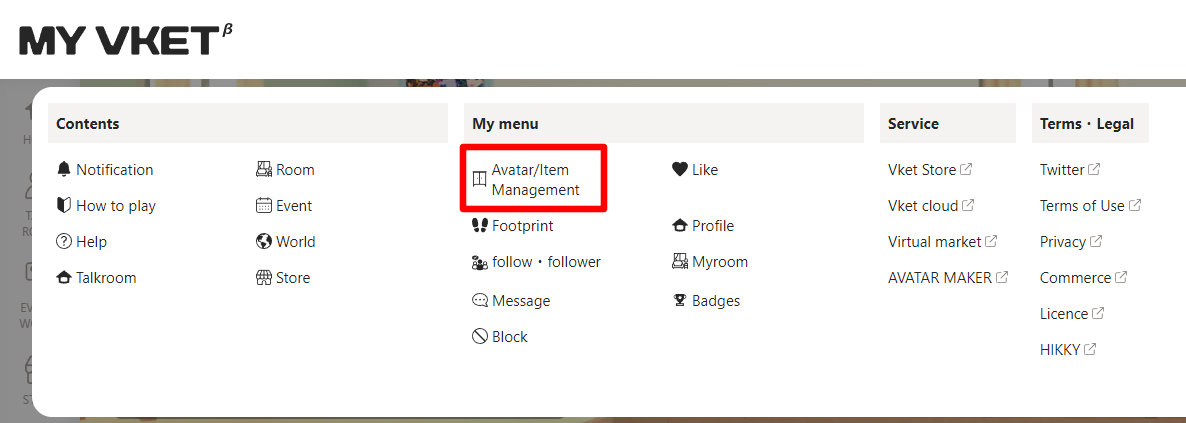 MY VKET β
Contents
Notification
Room
How to play
Event
Help
World
Talkroom
Store
My menu
Avatar/Item
Management
Like
Footprint
Profile
follow・follower
Myroom
Message
Badges
Block
Service
Vket Store
Vket cloud
Virtual market
AVATAR MAKER
Terms・Legal
Twitter
Terms of Use
Privacy
Commerce
Licence
HIKKY